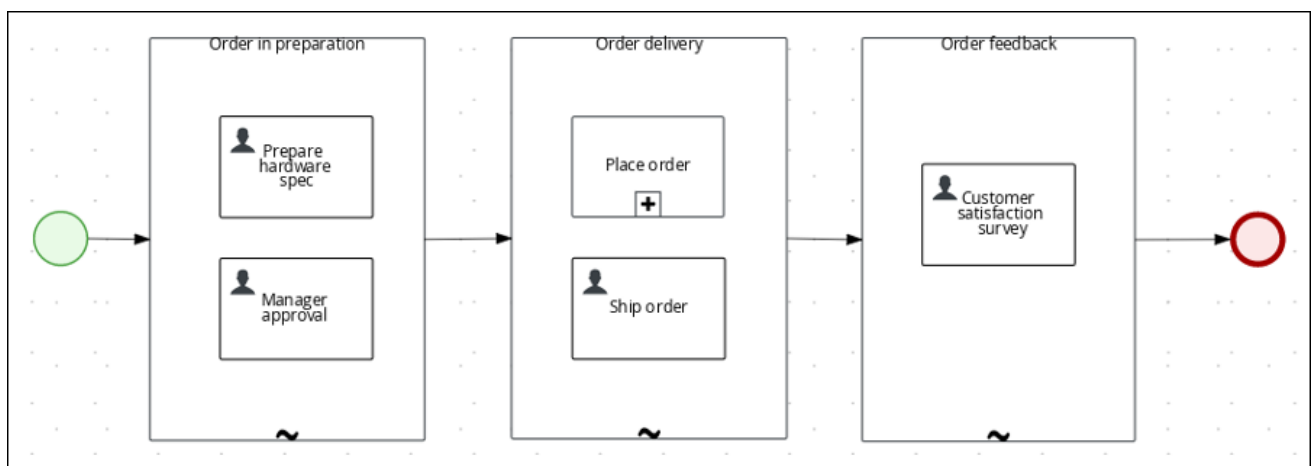 Order in preparation
Prepare
hardware
spec
Manager
approval
Order delivery
Place order
Ship order
Order feedback
Customer
satisfaction
survey